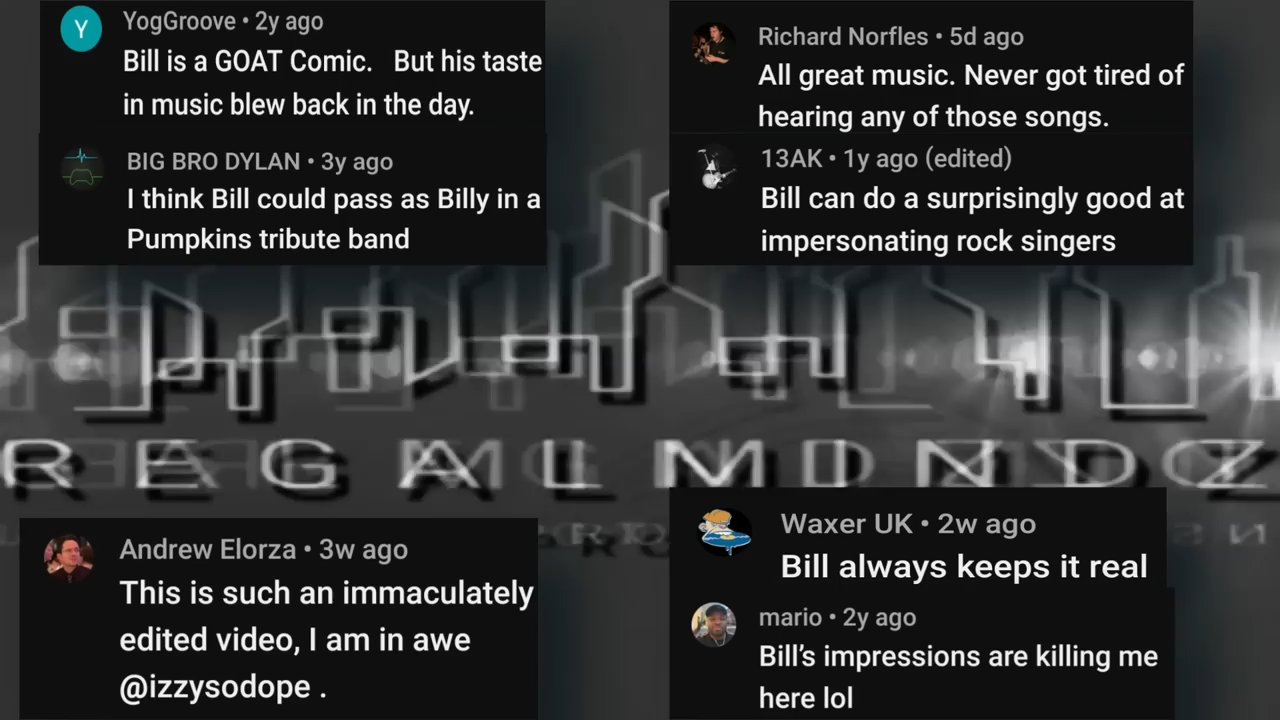 YogGroove • 2y ago
Bill is a GOAT Comic. But his taste
in music blew back in the day.
BIG BRO DYLAN • 3y ago
I think Bill could pass as Billy in a
Pumpkins tribute band
Richard Norfles • 5d ago
All great music. Never got tired of
hearing any of those songs.
13AK • 1y ago (edited)
Bill can do a surprisingly good at
impersonating rock singers
REGALMINDZ
Andrew Elorza • 3w ago
This is such an immaculately
edited video, I am in awe
@izzysodope .
Waxer UK • 2w ago
Bill always keeps it real
mario • 2y ago
Bill's impressions are killing me
here lol